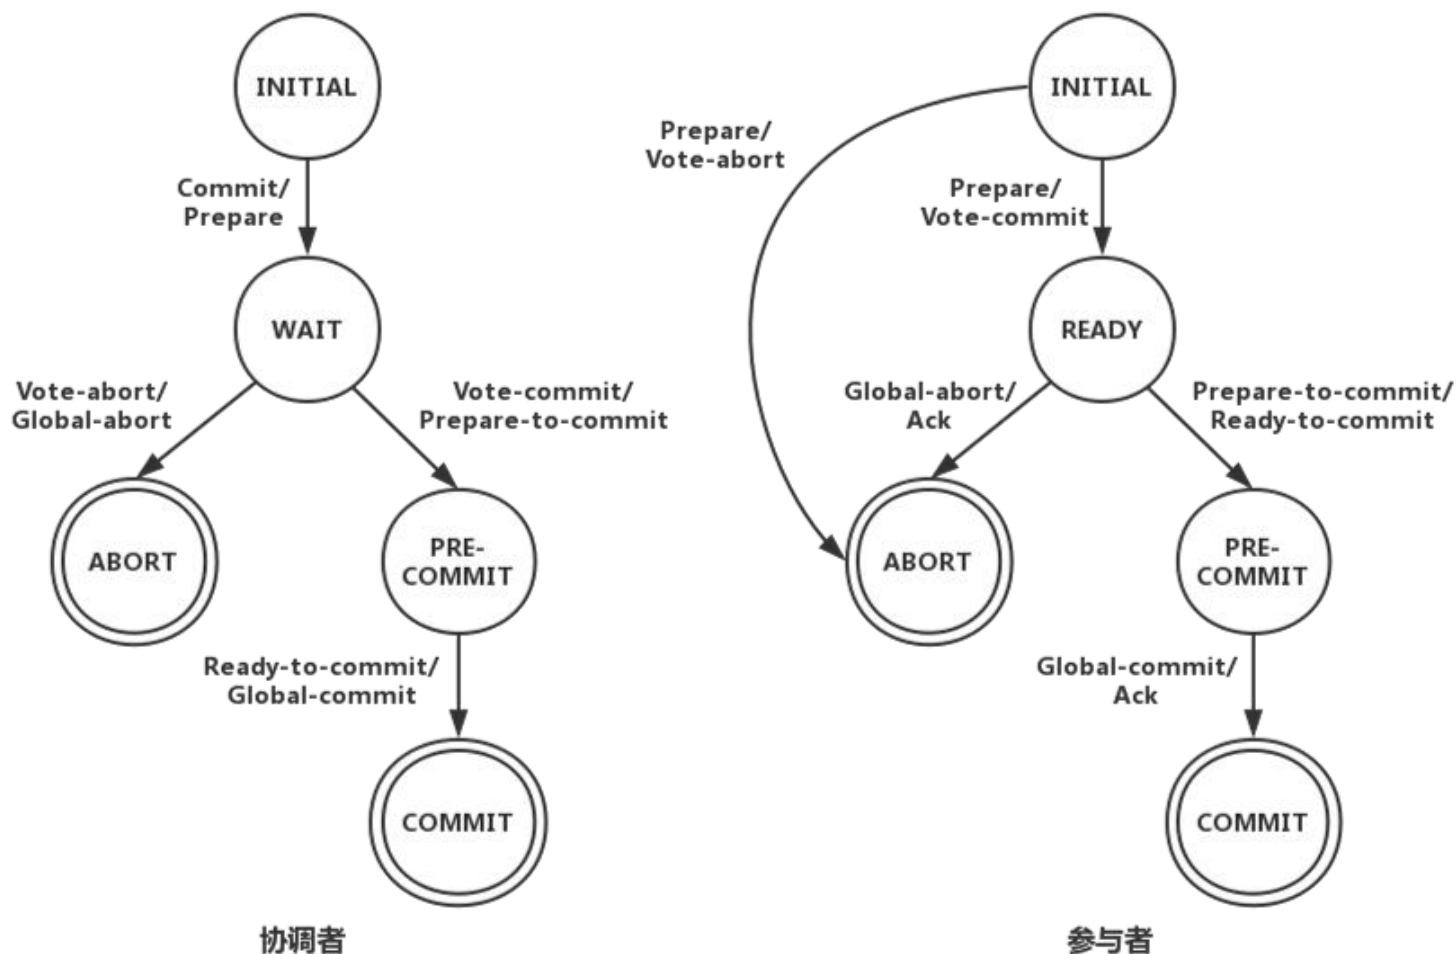 INITIAL
Commit/
Prepare
WAIT
Vote-abort/
Global-abort
Vote-commit/
Prepare-to-commit
ABORT
PRE-
COMMIT
Ready-to-commit/
Global-commit
COMMIT
协调者
INITIAL
Prepare/
Vote-abort
Prepare/
Vote-commit
READY
Global-abort/
Ack
Prepare-to-commit/
Ready-to-commit
ABORT
PRE-
COMMIT
Global-commit/
Ack
COMMIT
参与者